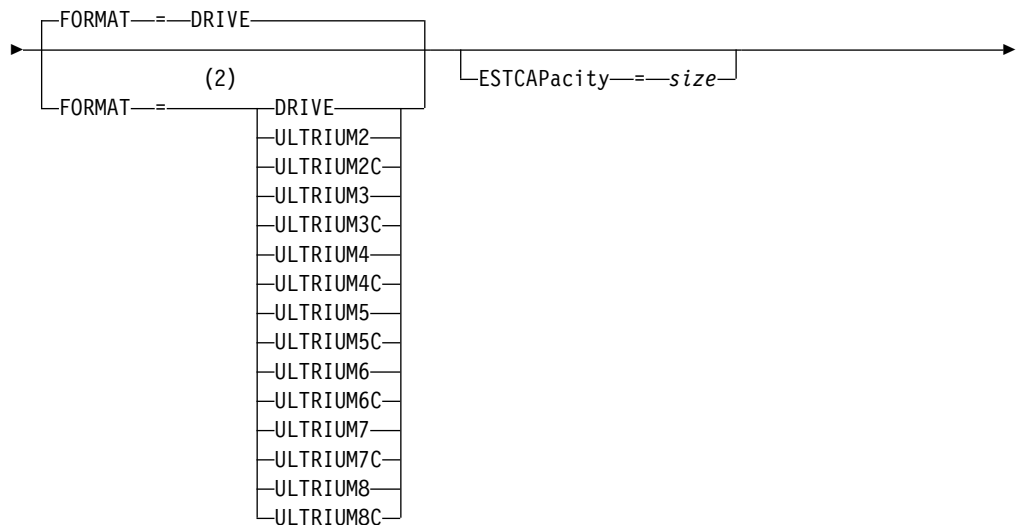 FORMAT = DRIVE
(2)
ESTCAPacity = size
FORMAT = DRIVE
ULTRIUM2
ULTRIUM2C
ULTRIUM3
ULTRIUM3C
ULTRIUM4
ULTRIUM4C
ULTRIUM5
ULTRIUM5C
ULTRIUM6
ULTRIUM6C
ULTRIUM7
ULTRIUM7C
ULTRIUM8
ULTRIUM8C